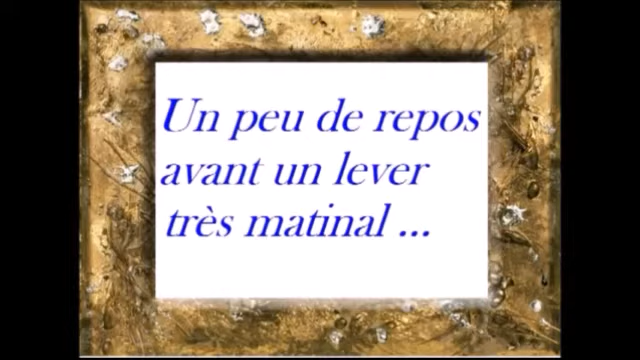 Un peu de repos
avant un lever
très matinal ...